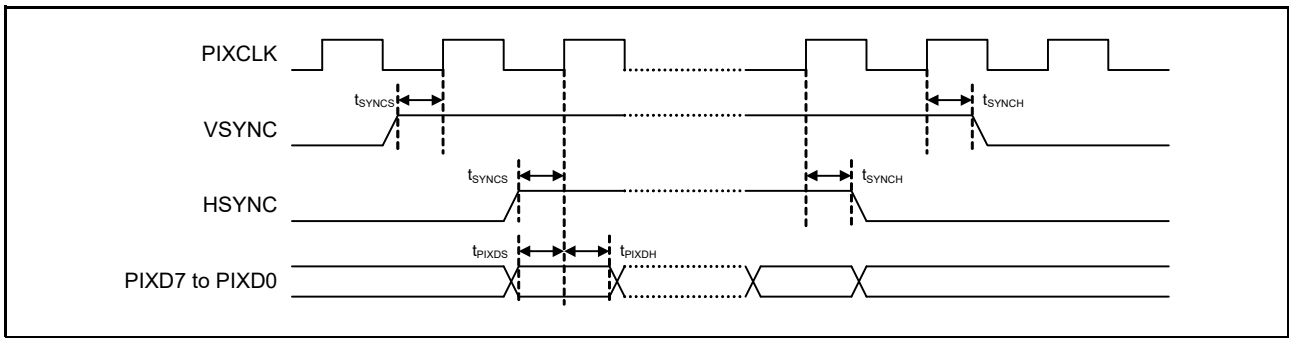 PIXCLK
tSYNCS
tSYNCH
VSYNC
tSYNCS
tSYNCH
HSYNC
tPIXDS
tPIXDH
PIXD7 to PIXD0